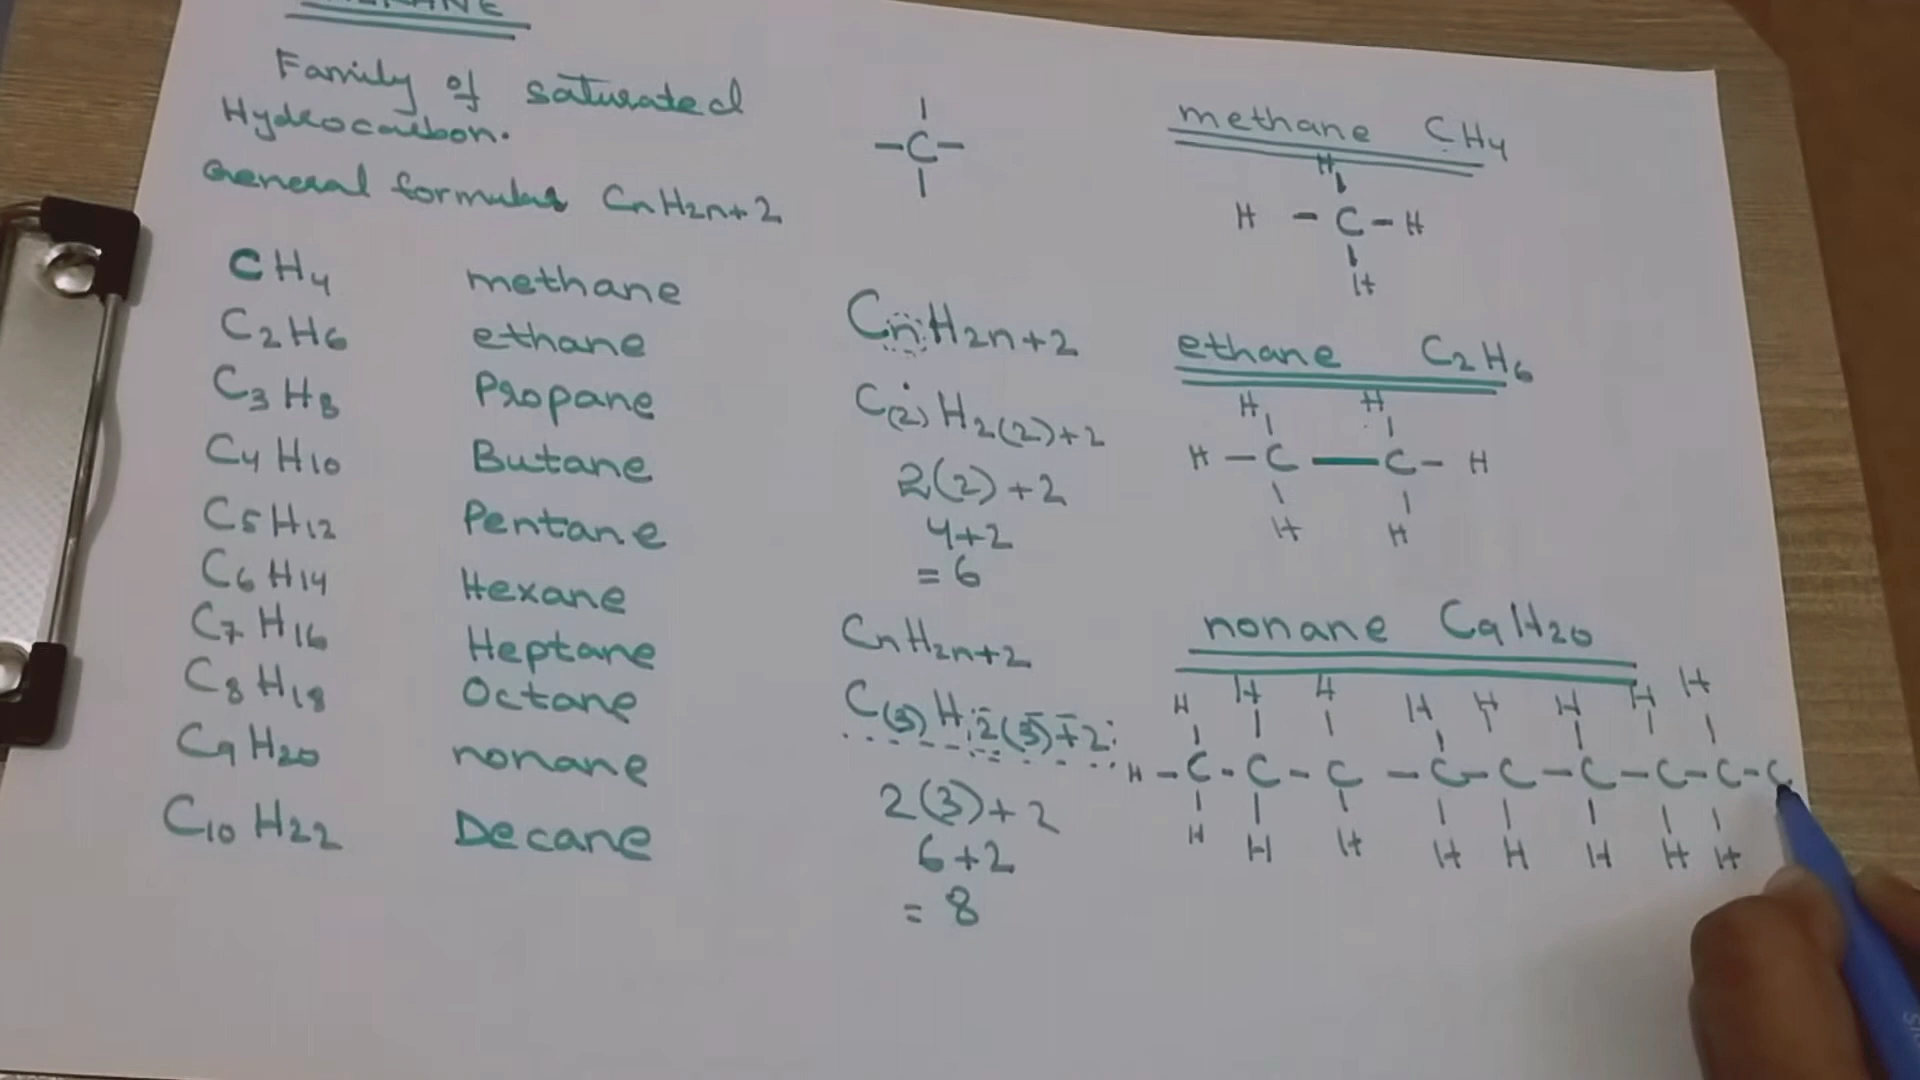 Family of saturated
Hydrocarbon.
General formular CnH2n+2
CH4 methane
C2H6 ethane
C3H8 Propane
C4H10 Butane
C5H12 Pentane
C6H14 Hexane
C7H16 Heptane
C8H18 Octane
C9H20 nonane
C10H22 Decane
-C-
CnH2n+2
C(2)H2(2)+2
2(2)+2
4+2
=6
CnH2n+2
C(3)H2(3)+2
2(3)+2
6+2
=8
methane CH4
H
H - C - H
H
ethane C2H6
H H
H - C - C - H
H H
nonane C9H20
H H H H H H H H
H - C - C - C - C - C - C - C - C - C
H H H H H H H H